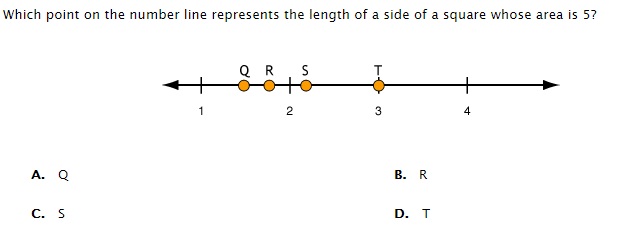 Which point on the number line represents the length of a side of a square whose area is 5?
Q R S T
1 2 3 4
A. Q B. R
C. S D. T